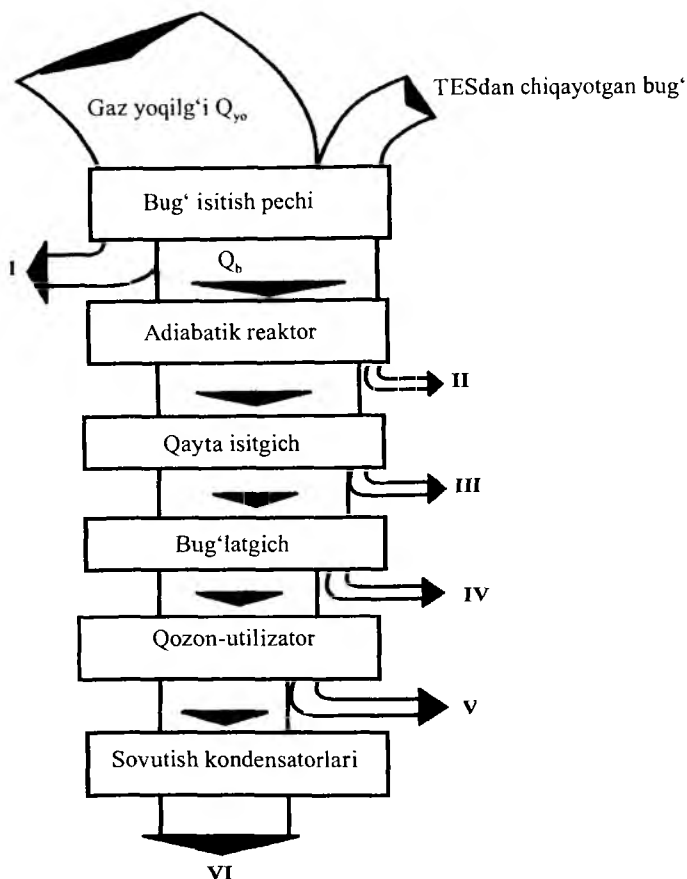 Gaz yoqilg‘i Q_yo
TESdan chiqayotgan bug‘
Bug‘ isitish pechi
I
Q_b
Adiabatik reaktor
II
Qayta isitgich
III
Bug‘latgich
IV
Qozon-utilizator
V
Sovutish kondensatorlari
VI